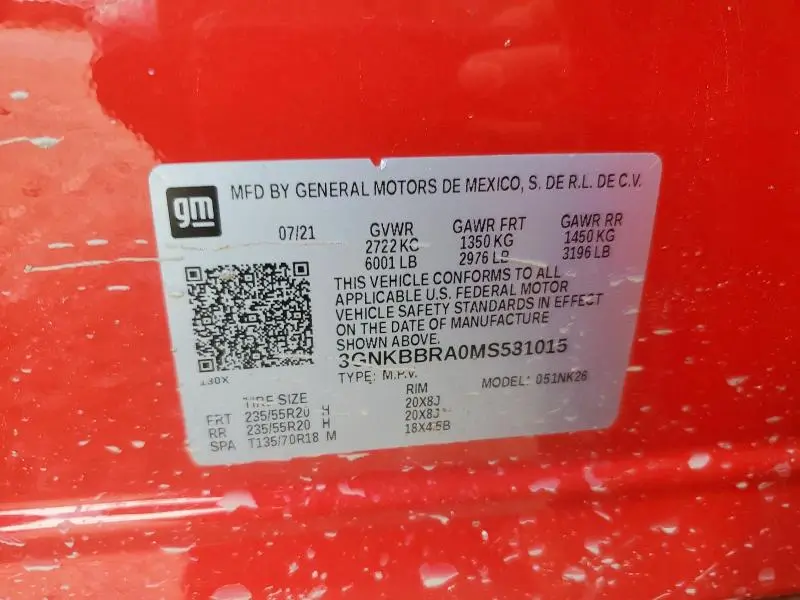 gm
MFD BY GENERAL MOTORS DE MEXICO, S. DE R.L. DE C.V.
07/21 GVWR GAWR FRT GAWR RR
2722 KC 1350 KG 1450 KG
6001 LB 2976 LB 3196 LB
THIS VEHICLE CONFORMS TO ALL
APPLICABLE U.S. FEDERAL MOTOR
VEHICLE SAFETY STANDARDS IN EFFECT
ON THE DATE OF MANUFACTURE
SHOWN ABOVE.
3GNKBBRA0MS531015
130X TYPE: M.P.V. MODEL: 051NK26
TIRE SIZE RIM
FRT 235/55R20 H 20X8J
RR 235/55R20 H 20X8J
SPA T135/70R18 M 18X4.5B